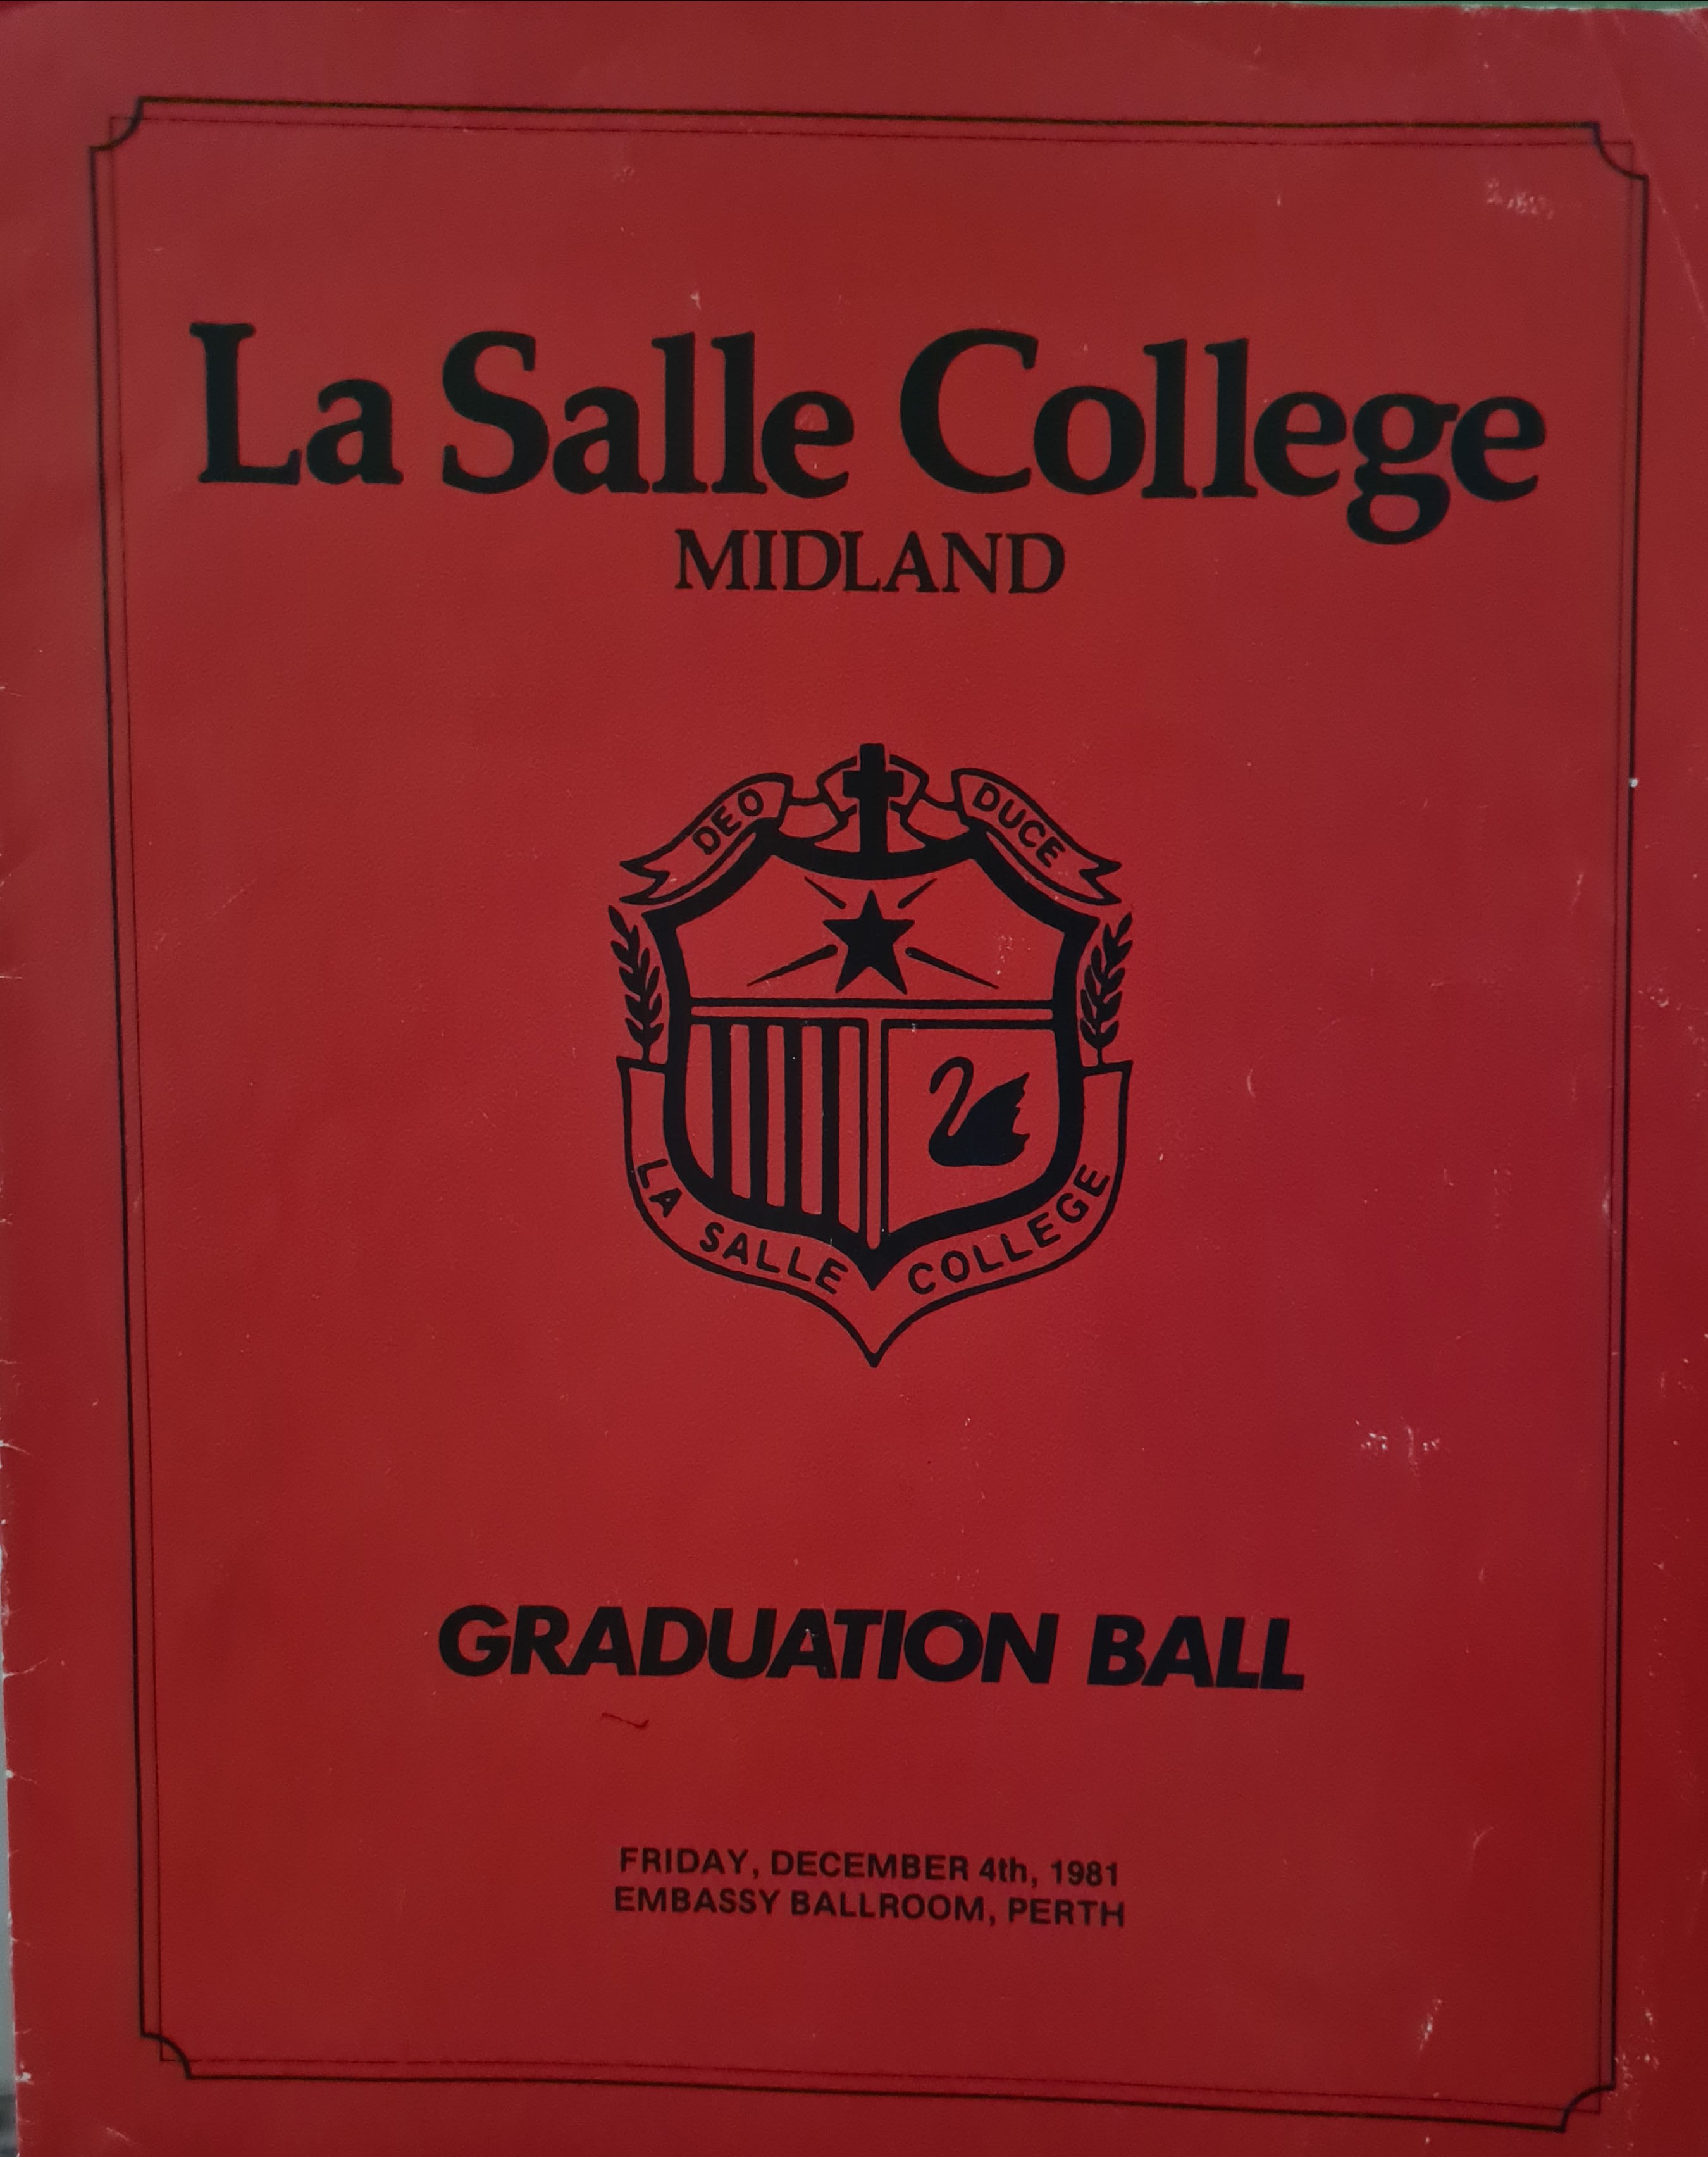 La Salle College
MIDLAND
DEO DUCE
LA SALLE COLLEGE
GRADUATION BALL
FRIDAY, DECEMBER 4th, 1981
EMBASSY BALLROOM, PERTH